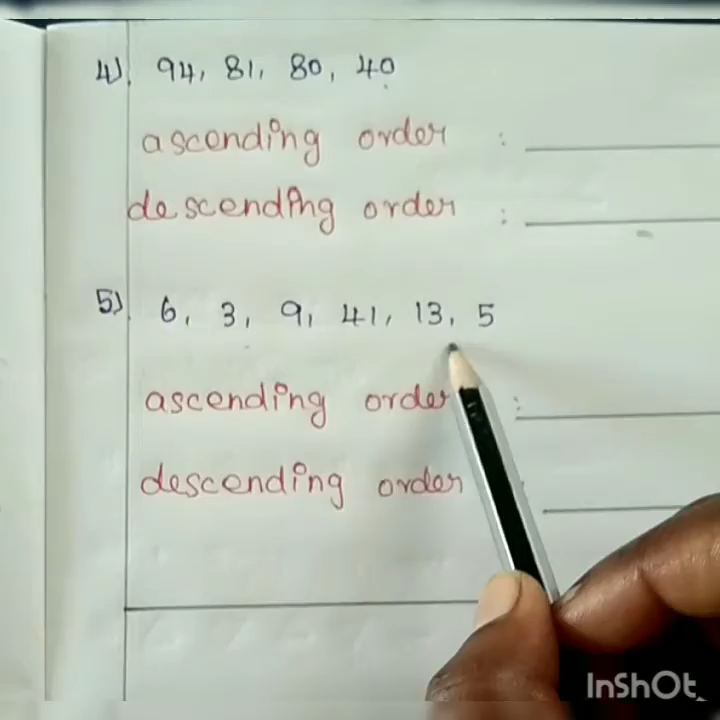 4) 94, 81, 80, 40
ascending order : 
descending order :
5) 6, 3, 9, 41, 13, 5
ascending order :
descending order
InShOt